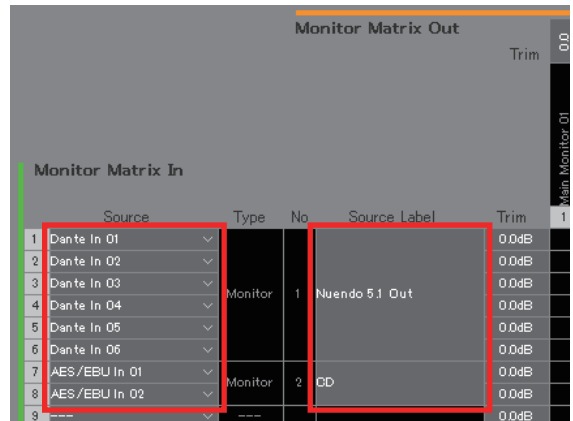 Monitor Matrix Out
Trim
0.0
Main Monitor 01
Monitor Matrix In
Source Type No Source Label Trim 1
1 Dante In 01 0.0dB
2 Dante In 02 0.0dB
3 Dante In 03 0.0dB
Monitor 1 Nuendo 5.1 Out
4 Dante In 04 0.0dB
5 Dante In 05 0.0dB
6 Dante In 06 0.0dB
7 AES/EBU In 01 0.0dB
Monitor 2 CD
8 AES/EBU In 02 0.0dB
9 --- --- 0.0dB